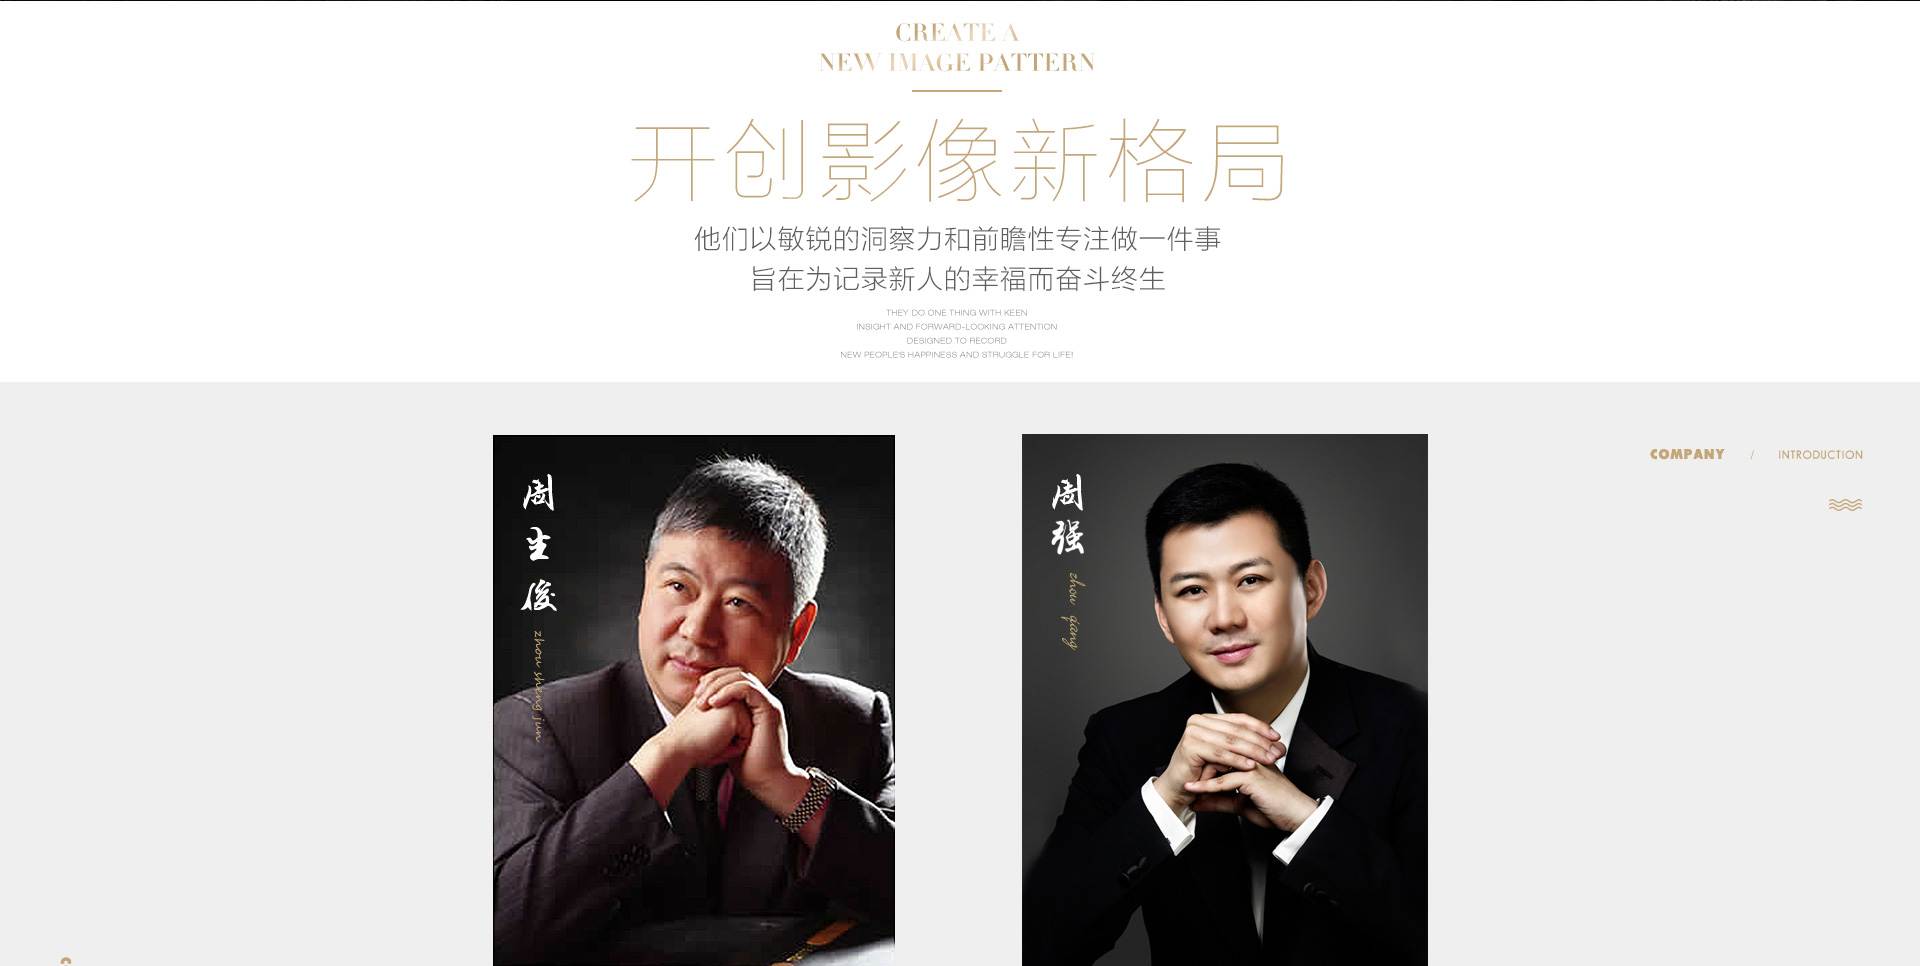 CREATE A
NEW IMAGE PATTERN
开创影像新格局
他们以敏锐的洞察力和前瞻性专注做一件事
旨在为记录新人的幸福而奋斗终生
THEY DO ONE THING WITH KEEN
INSIGHT AND FORWARD-LOOKING ATTENTION
DESIGNED TO RECORD
NEW PEOPLE'S HAPPINESS AND STRUGGLE FOR LIFE!
周生俊
zhou sheng jun
周强
zhou qang
COMPANY / INTRODUCTION